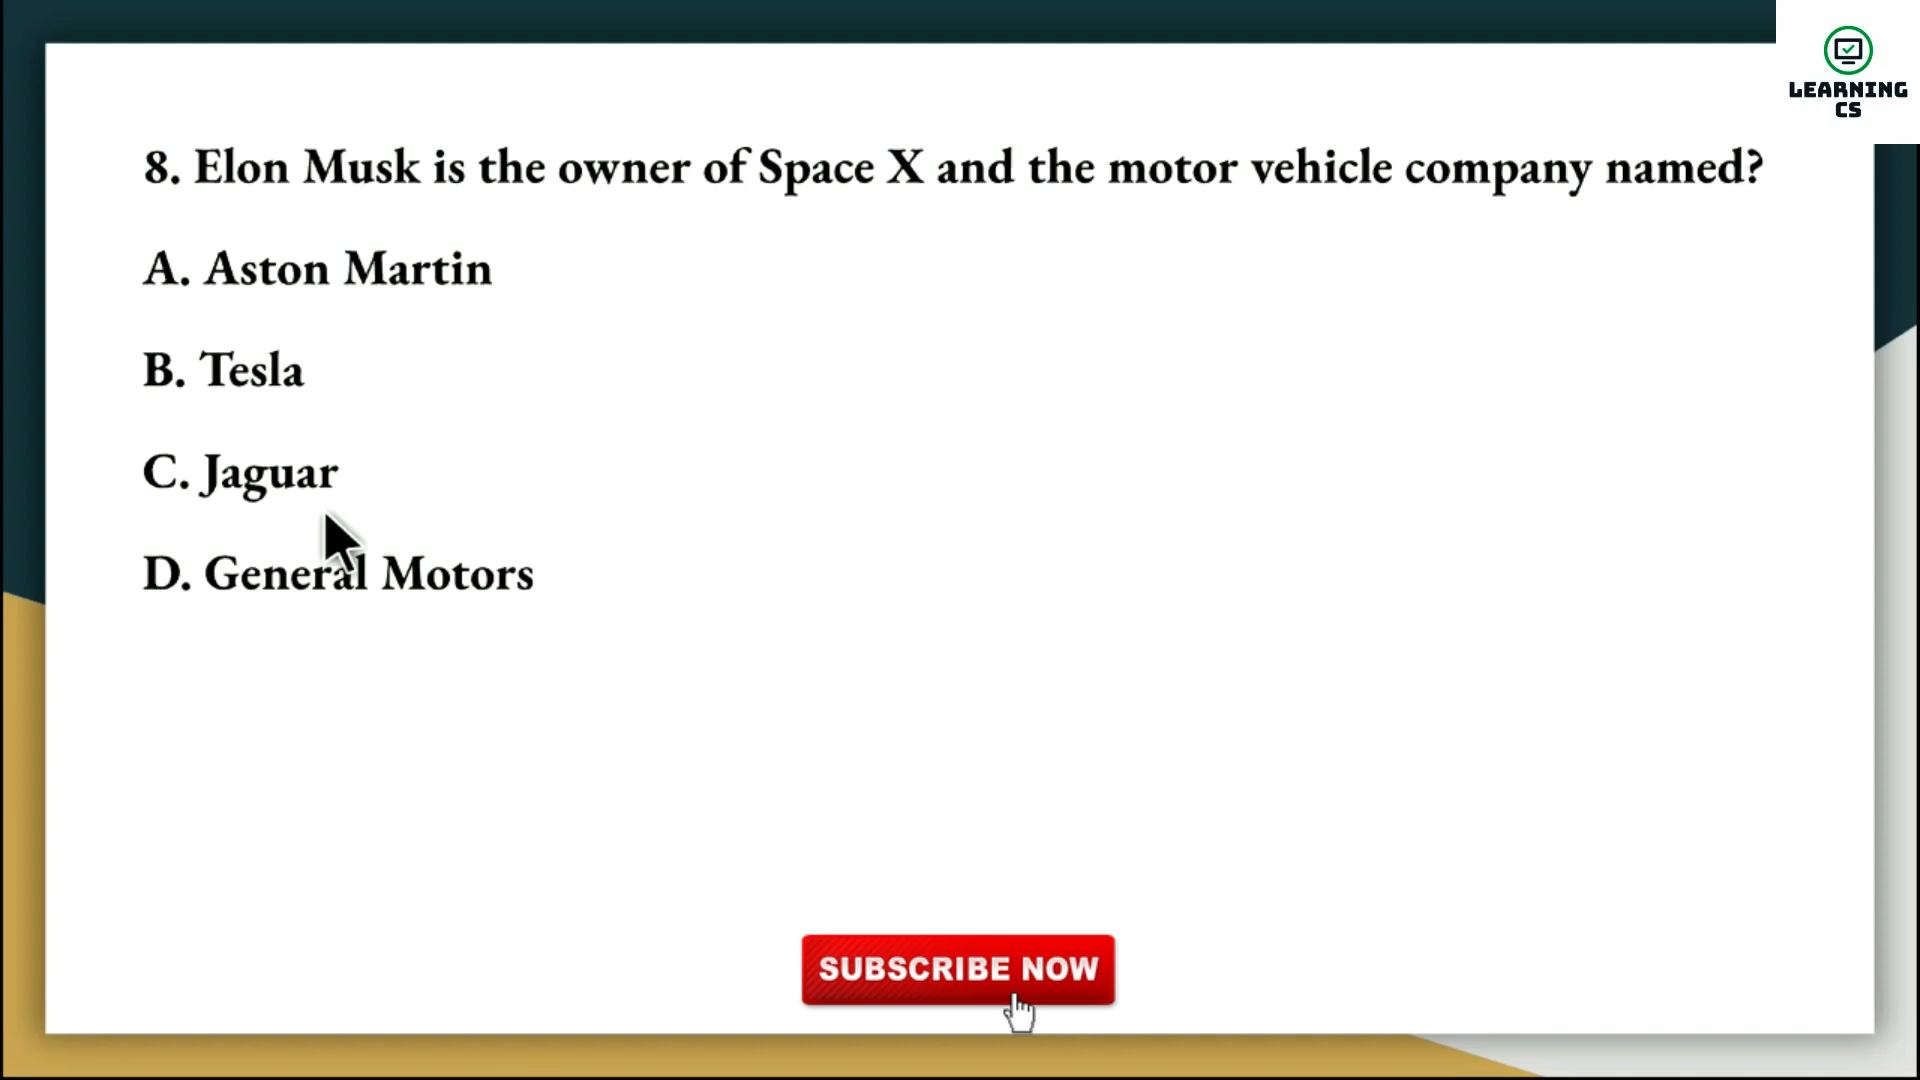 LEARNING
CS
8. Elon Musk is the owner of Space X and the motor vehicle company named?
A. Aston Martin
B. Tesla
C. Jaguar
D. General Motors
SUBSCRIBE NOW